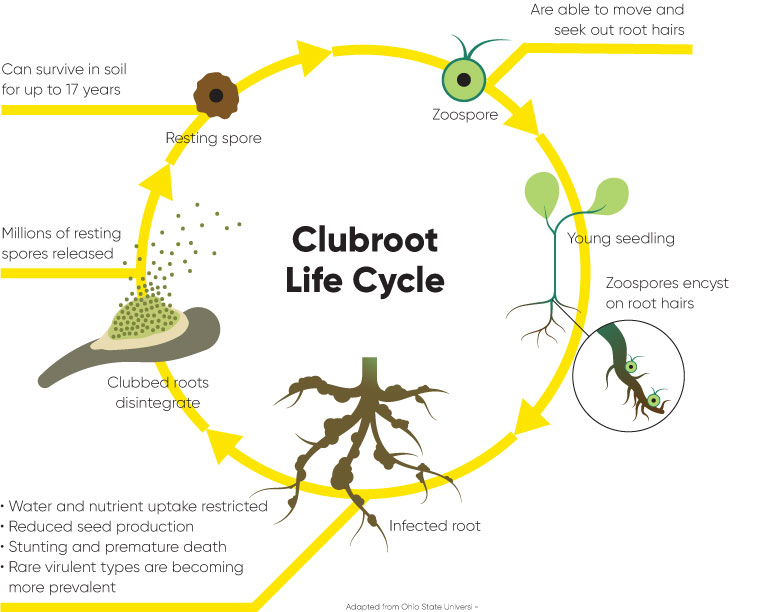 Are able to move and
seek out root hairs
Can survive in soil
for up to 17 years
Zoospore
Resting spore
Clubroot
Life Cycle
Millions of resting
spores released
Young seedling
Zoospores encyst
on root hairs
Clubbed roots
disintegrate
• Water and nutrient uptake restricted
• Reduced seed production
• Stunting and premature death
• Rare virulent types are becoming
more prevalent
Infected root
Adapted from Ohio State Universi -